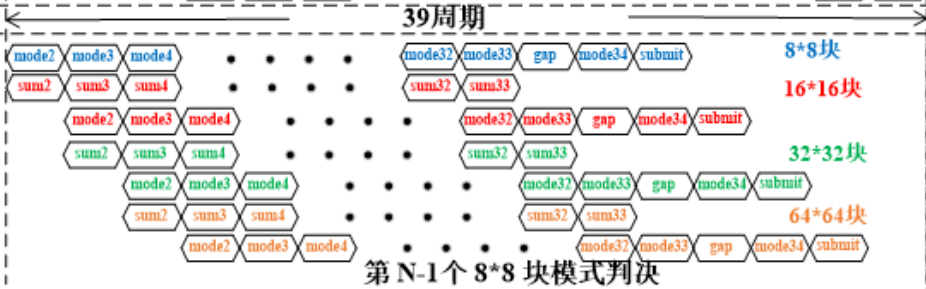 39周期
mode2 mode3 mode4 mode32 mode33 gap mode34 submit 8*8块
sum2 sum3 sum4 sum32 sum33 16*16块
mode2 mode3 mode4 mode32 mode33 gap mode34 submit
sum2 sum3 sum4 sum32 sum33 32*32块
mode2 mode3 mode4 mode32 mode33 gap mode34 submit
sum2 sum3 sum4 sum32 sum33 64*64块
mode2 mode3 mode4 mode32 mode33 gap mode34 submit
第 N-1个 8*8 块模式判决